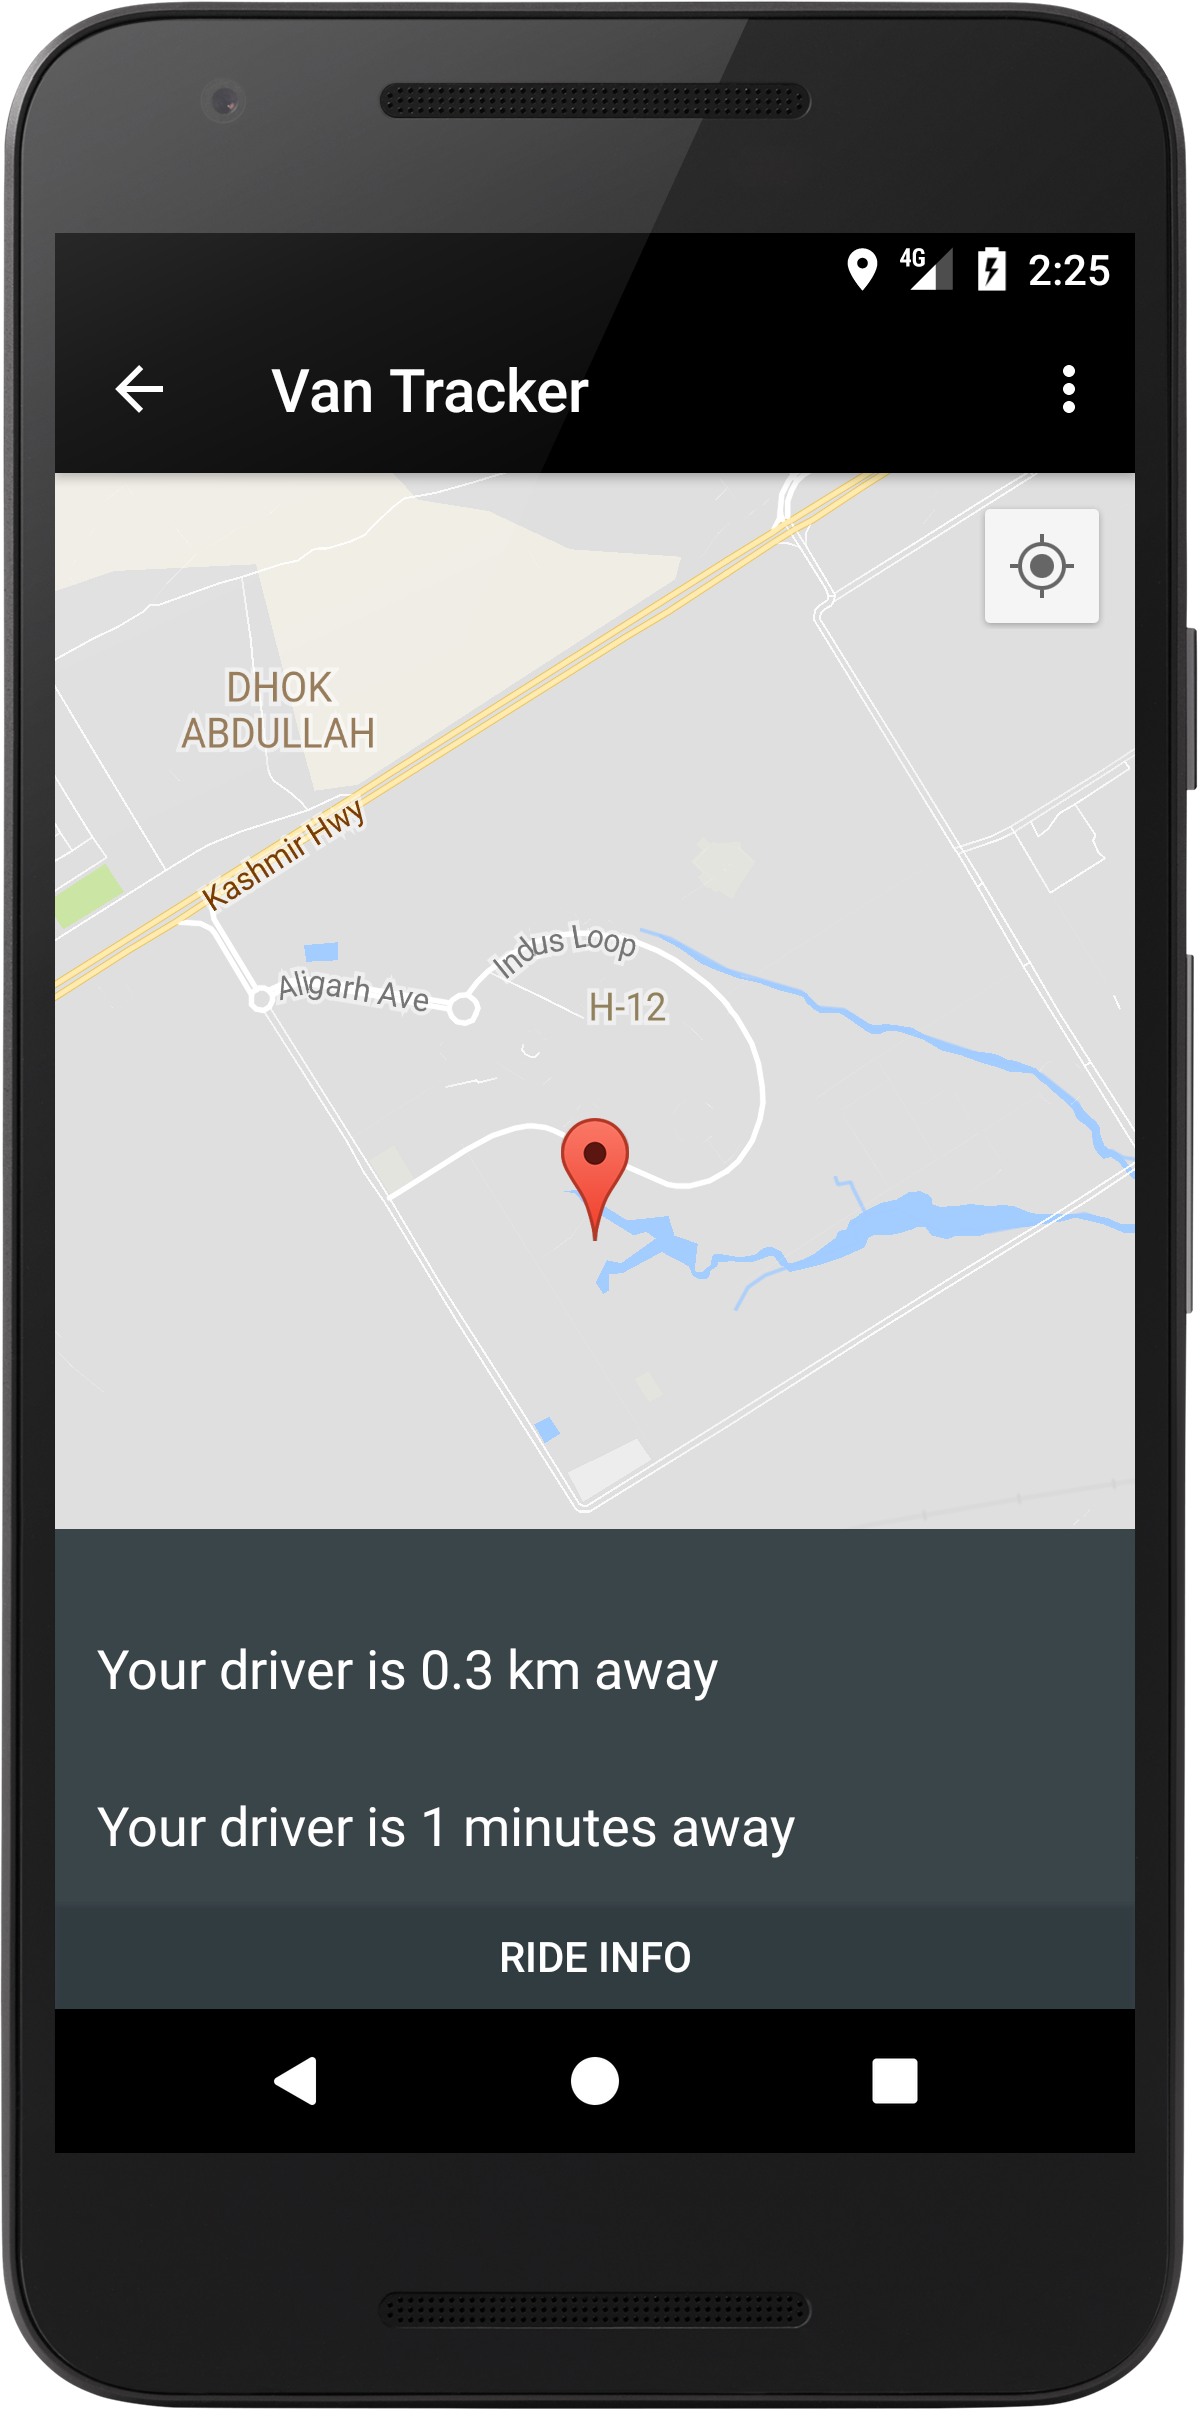 4G 2:25
Van Tracker
DHOK
ABDULLAH
Kashmir Hwy
Indus Loop
Aligarh Ave
H-12
Your driver is 0.3 km away
Your driver is 1 minutes away
RIDE INFO